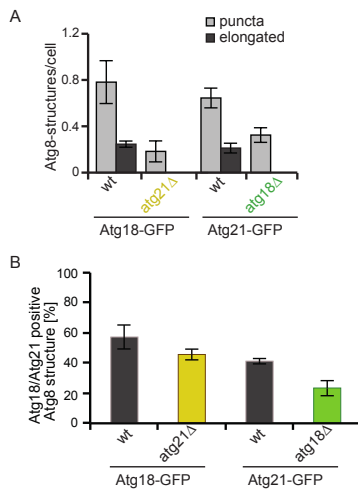 A
puncta
elongated
Atg8-structures/cell
1.2
0.8
0.4
0
wt
atg21Δ
wt
atg18Δ
Atg18-GFP
Atg21-GFP
B
Atg18/Atg21 positive
Atg8 structure [%]
100
80
60
40
20
0
wt
atg21Δ
wt
atg18Δ
Atg18-GFP
Atg21-GFP